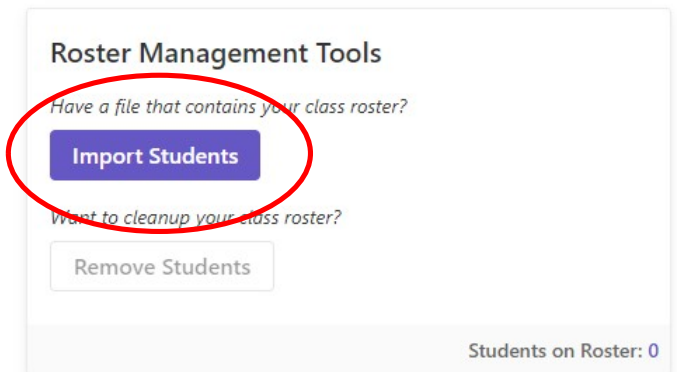 Roster Management Tools
Have a file that contains your class roster?
Import Students
Want to cleanup your class roster?
Remove Students
Students on Roster: 0